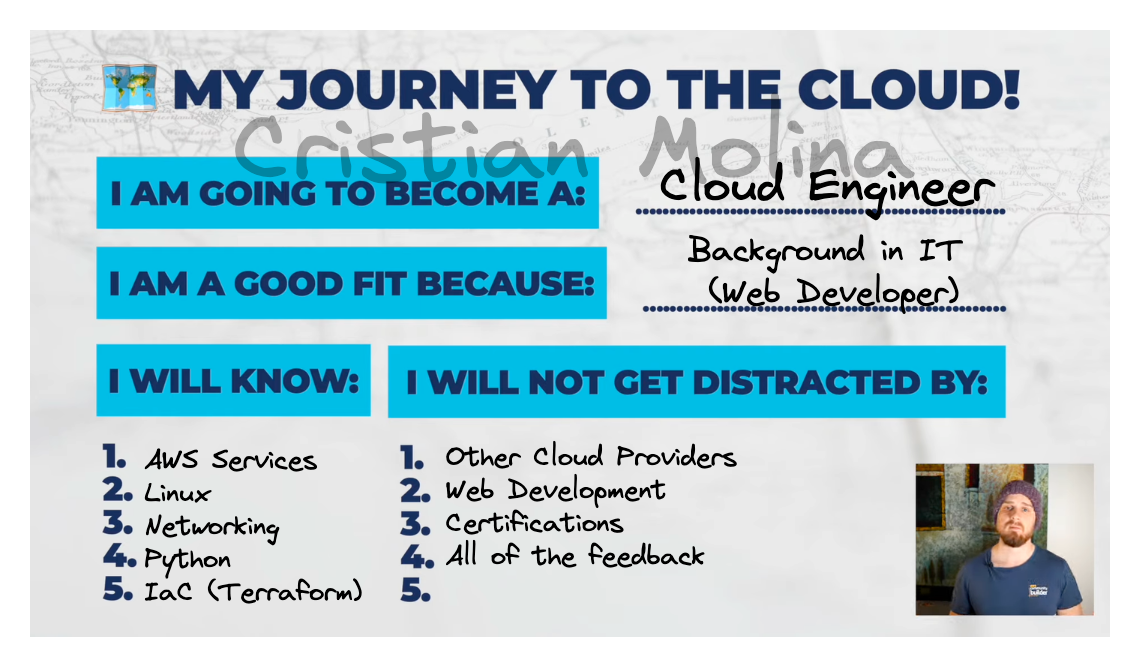 MY JOURNEY TO THE CLOUD!
Cristian Molina
I AM GOING TO BECOME A:
Cloud Engineer
I AM A GOOD FIT BECAUSE:
Background in IT
(Web Developer)
I WILL KNOW:
1. AWS Services
2. Linux
3. Networking
4. Python
5. IaC (Terraform)
I WILL NOT GET DISTRACTED BY:
1. Other Cloud Providers
2. Web Development
3. Certifications
4. All of the feedback
5.
builder